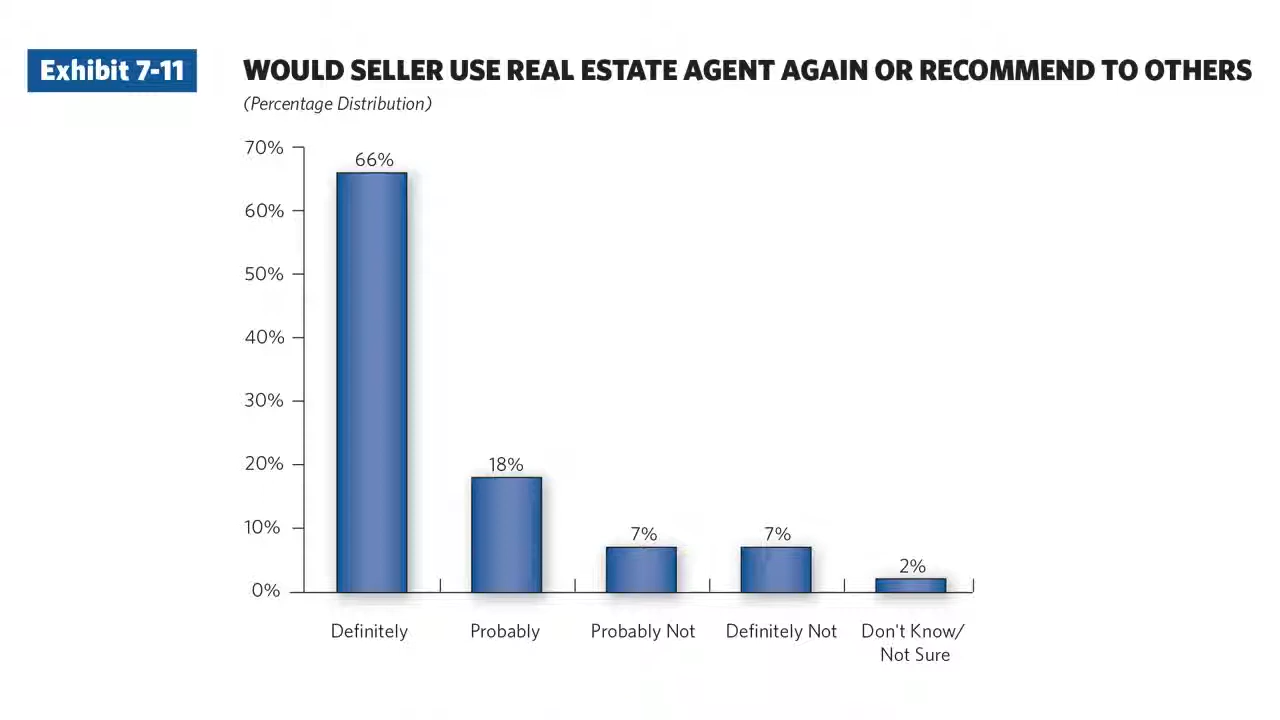 Exhibit 7-11
WOULD SELLER USE REAL ESTATE AGENT AGAIN OR RECOMMEND TO OTHERS
(Percentage Distribution)
70%
60%
50%
40%
30%
20%
10%
0%
66%
18%
7%
7%
2%
Definitely
Probably
Probably Not
Definitely Not
Don't Know/
Not Sure